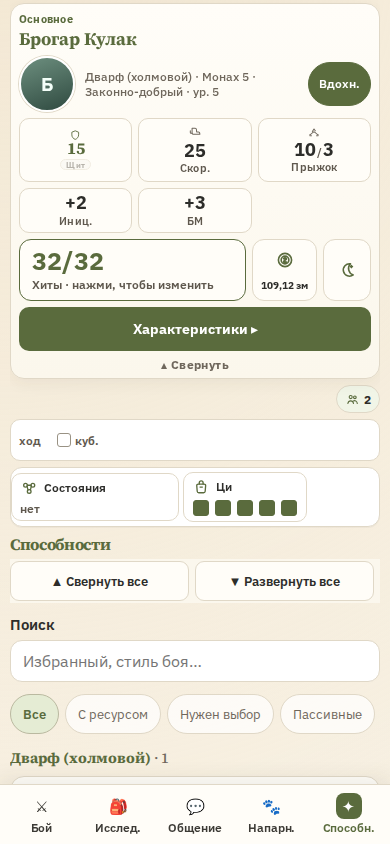 Основное
Брогар Кулак
Б
Дварф (холмовой) · Монах 5 ·
Законно-добрый · ур. 5
Вдохн.
15
Щит
25
Скор.
10/3
Прыжок
+2
Иниц.
+3
БМ
32/32
Хиты · нажми, чтобы изменить
109,12 зм
Характеристики ▸
▴ Свернуть
2
ход
куб.
Состояния
нет
Ци
Способности
▲ Свернуть все
▼ Развернуть все
Поиск
Избранный, стиль боя…
Все
С ресурсом
Нужен выбор
Пассивные
Дварф (холмовой) · 1
Бой
Исслед.
Общение
Напарн.
Способн.